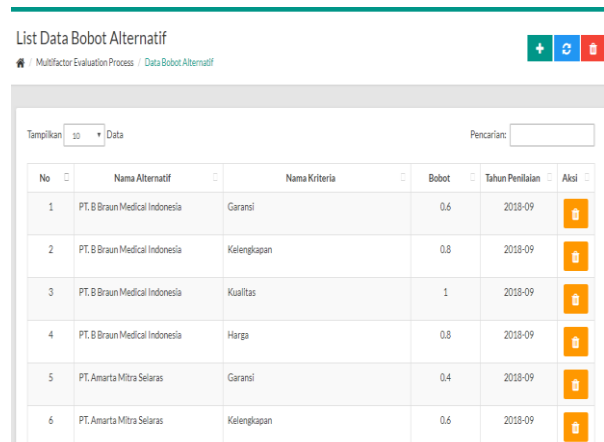 List Data Bobot Alternatif
/ Multifactor Evaluation Process / Data Bobot Alternatif
Tampilkan 10 Data Pencarian:
No Nama Alternatif Nama Kriteria Bobot Tahun Penilaian Aksi
1 PT. B Braun Medical Indonesia Garansi 0.6 2018-09
2 PT. B Braun Medical Indonesia Kelengkapan 0.8 2018-09
3 PT. B Braun Medical Indonesia Kualitas 1 2018-09
4 PT. B Braun Medical Indonesia Harga 0.8 2018-09
5 PT. Amarta Mitra Selaras Garansi 0.4 2018-09
6 PT. Amarta Mitra Selaras Kelengkapan 0.6 2018-09